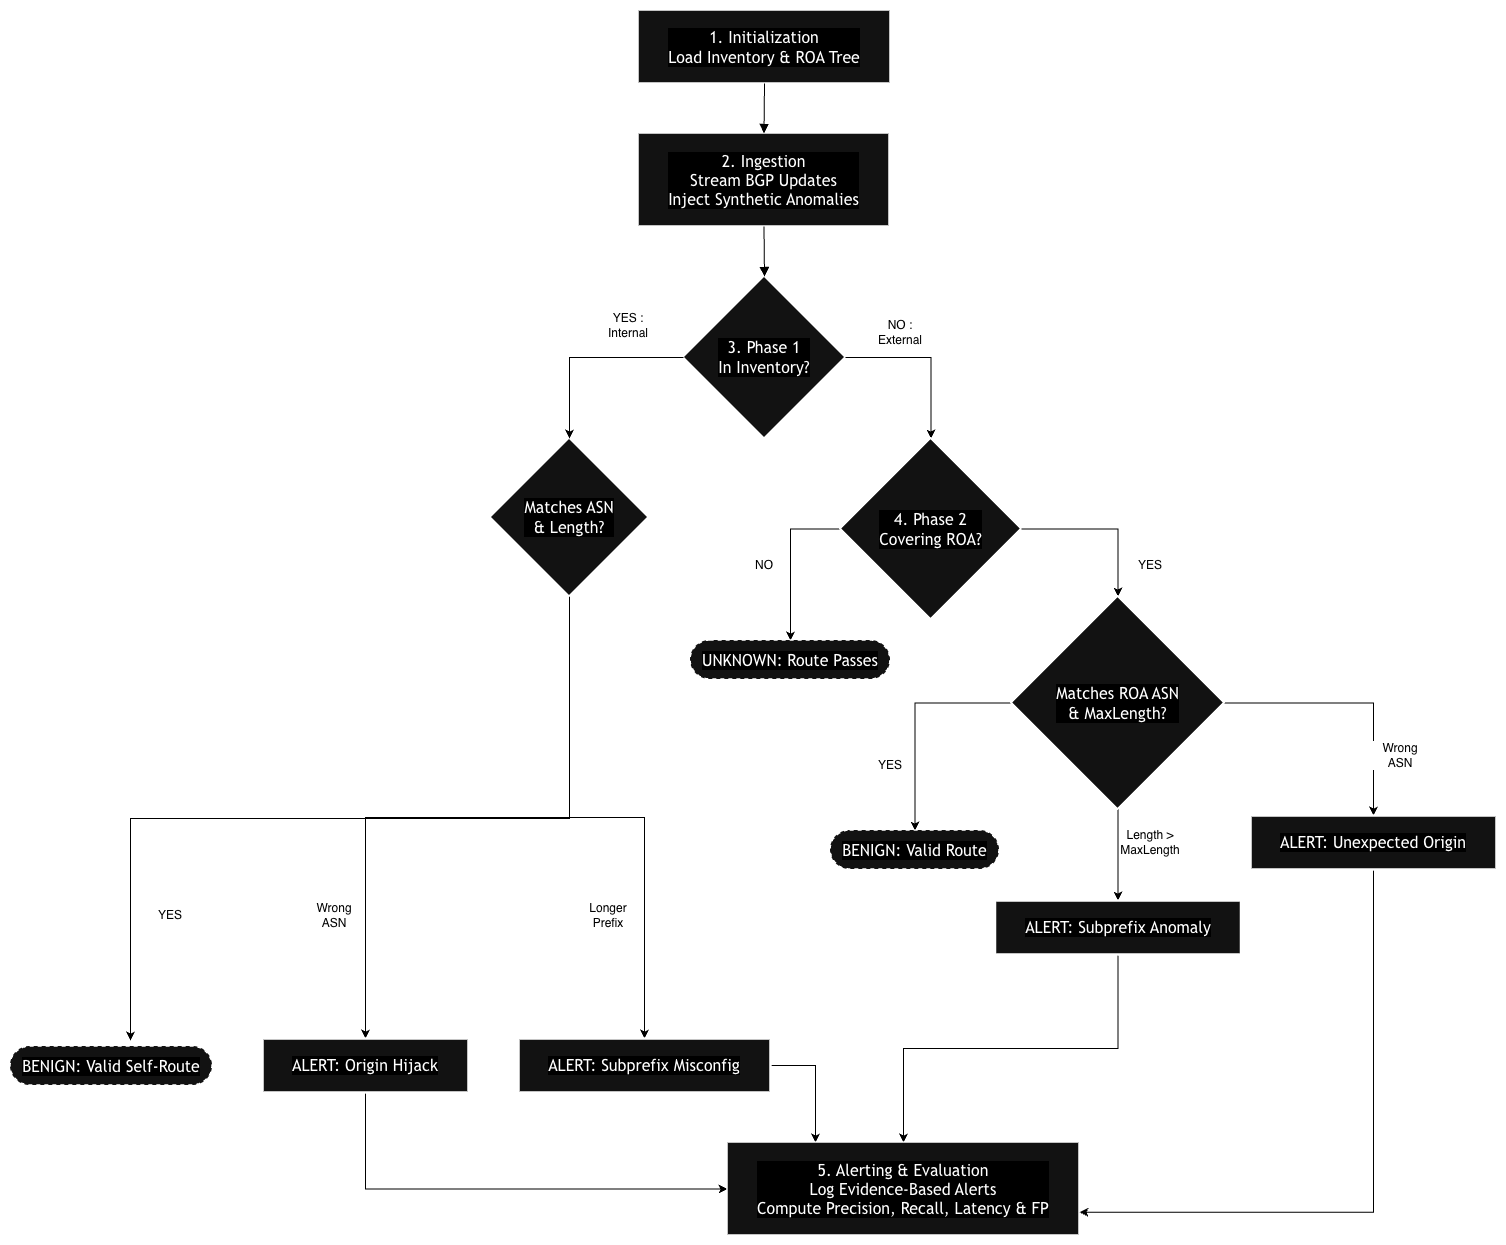 1. Initialization
Load Inventory & ROA Tree
2. Ingestion
Stream BGP Updates
Inject Synthetic Anomalies
YES :
Internal
NO :
External
3. Phase 1
In Inventory?
Matches ASN
& Length?
4. Phase 2
Covering ROA?
NO
YES
UNKNOWN: Route Passes
Matches ROA ASN
& MaxLength?
YES
Wrong
ASN
Length >
MaxLength
BENIGN: Valid Route
ALERT: Unexpected Origin
YES
Wrong
ASN
Longer
Prefix
ALERT: Subprefix Anomaly
BENIGN: Valid Self-Route
ALERT: Origin Hijack
ALERT: Subprefix Misconfig
5. Alerting & Evaluation
Log Evidence-Based Alerts
Compute Precision, Recall, Latency & FP